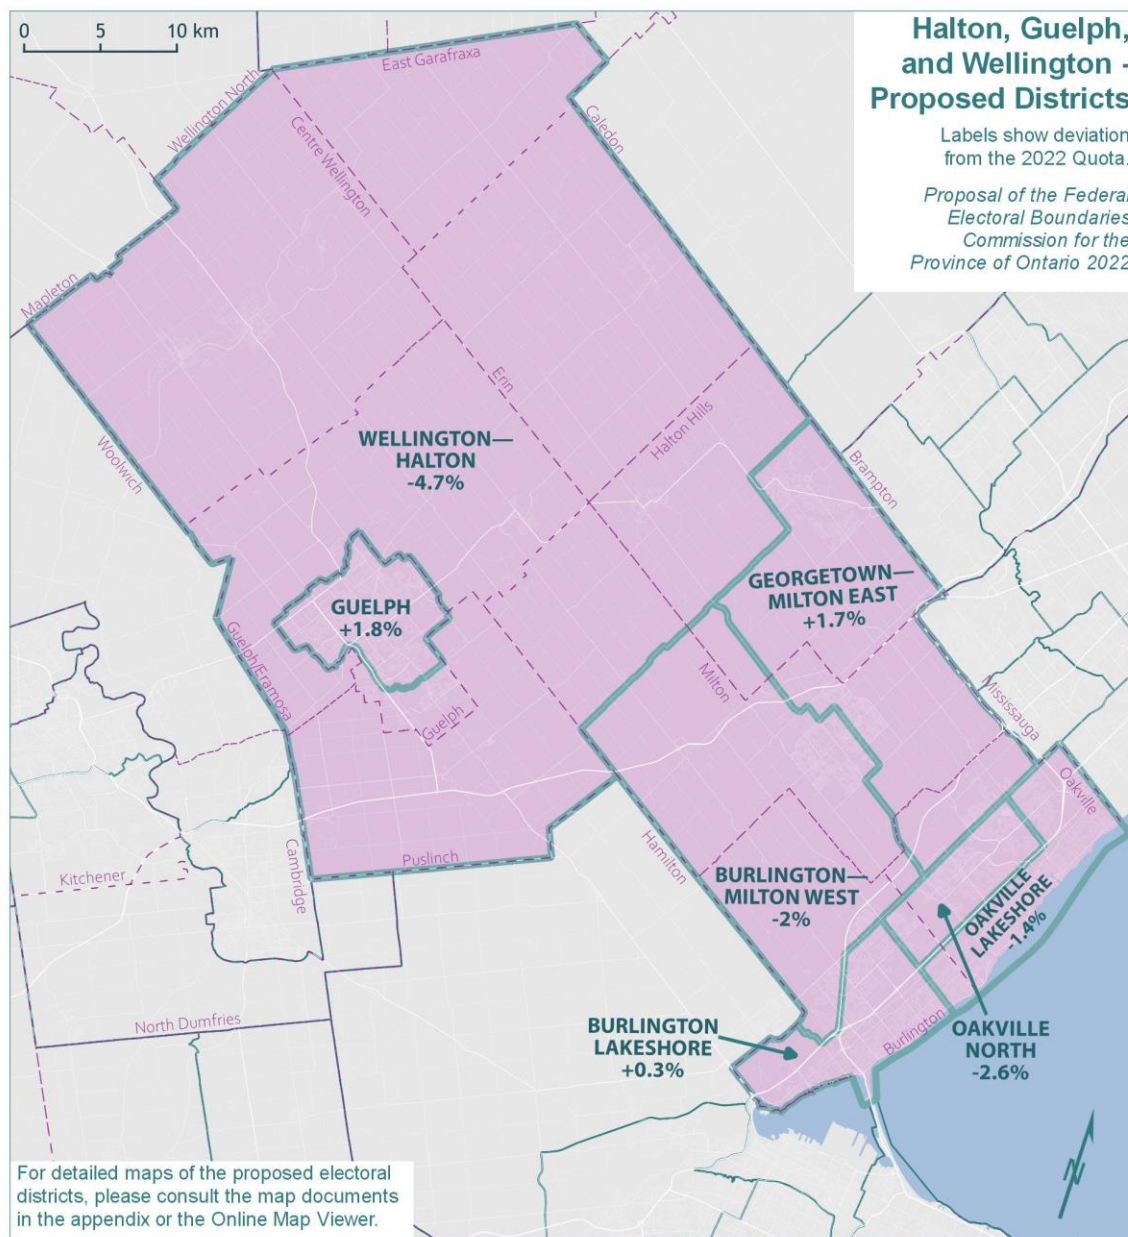 0 5 10 km
Halton, Guelph,
and Wellington -
Proposed Districts
Labels show deviation
from the 2022 Quota.
Proposal of the Federal
Electoral Boundaries
Commission for the
Province of Ontario 2022
East Garafraxa
Wellington North
Centre Wellington
Caledon
Mapleton
Erin
Woolwich
Halton Hills
WELLINGTON—
HALTON
-4.7%
Brampton
GEORGETOWN—
MILTON EAST
+1.7%
GUELPH
+1.8%
Guelph/Eramosa
Guelph
Milton
Mississauga
Oakville
Puslinch
Hamilton
Cambridge
Kitchener
BURLINGTON—
MILTON WEST
-2%
OAKVILLE
LAKESHORE
-1.4%
North Dumfries
BURLINGTON
LAKESHORE
+0.3%
Burlington
OAKVILLE
NORTH
-2.6%
N
For detailed maps of the proposed electoral
districts, please consult the map documents
in the appendix or the Online Map Viewer.